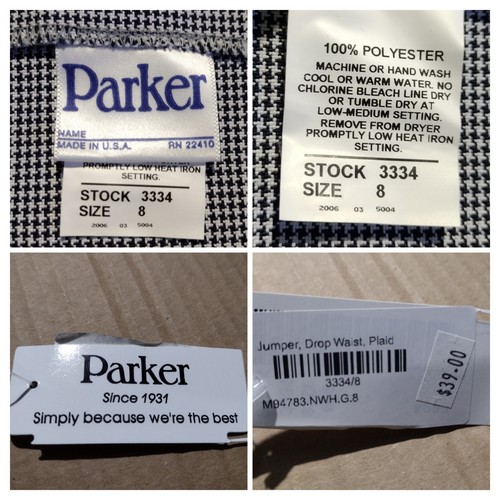 Parker
NAME
MADE IN U.S.A. RN 22410
PROMPTLY LOW HEAT IRON
SETTING.
STOCK 3334
SIZE 8
2006 03 5004
100% POLYESTER
MACHINE OR HAND WASH
COOL OR WARM WATER. NO
CHLORINE BLEACH LINE DRY
OR TUMBLE DRY AT
LOW-MEDIUM SETTING.
REMOVE FROM DRYER
PROMPTLY LOW HEAT IRON
SETTING.
STOCK 3334
SIZE 8
2006 03 5004
Parker
Since 1931
Simply because we're the best
Jumper, Drop Waist, Plaid
3334/8
M94783.NWH.G.8
$39.00